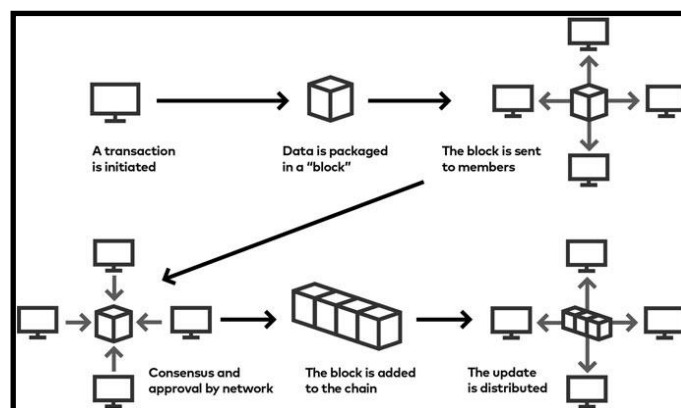 A transaction
is initiated
Data is packaged
in a “block”
The block is sent
to members
Consensus and
approval by network
The block is added
to the chain
The update
is distributed